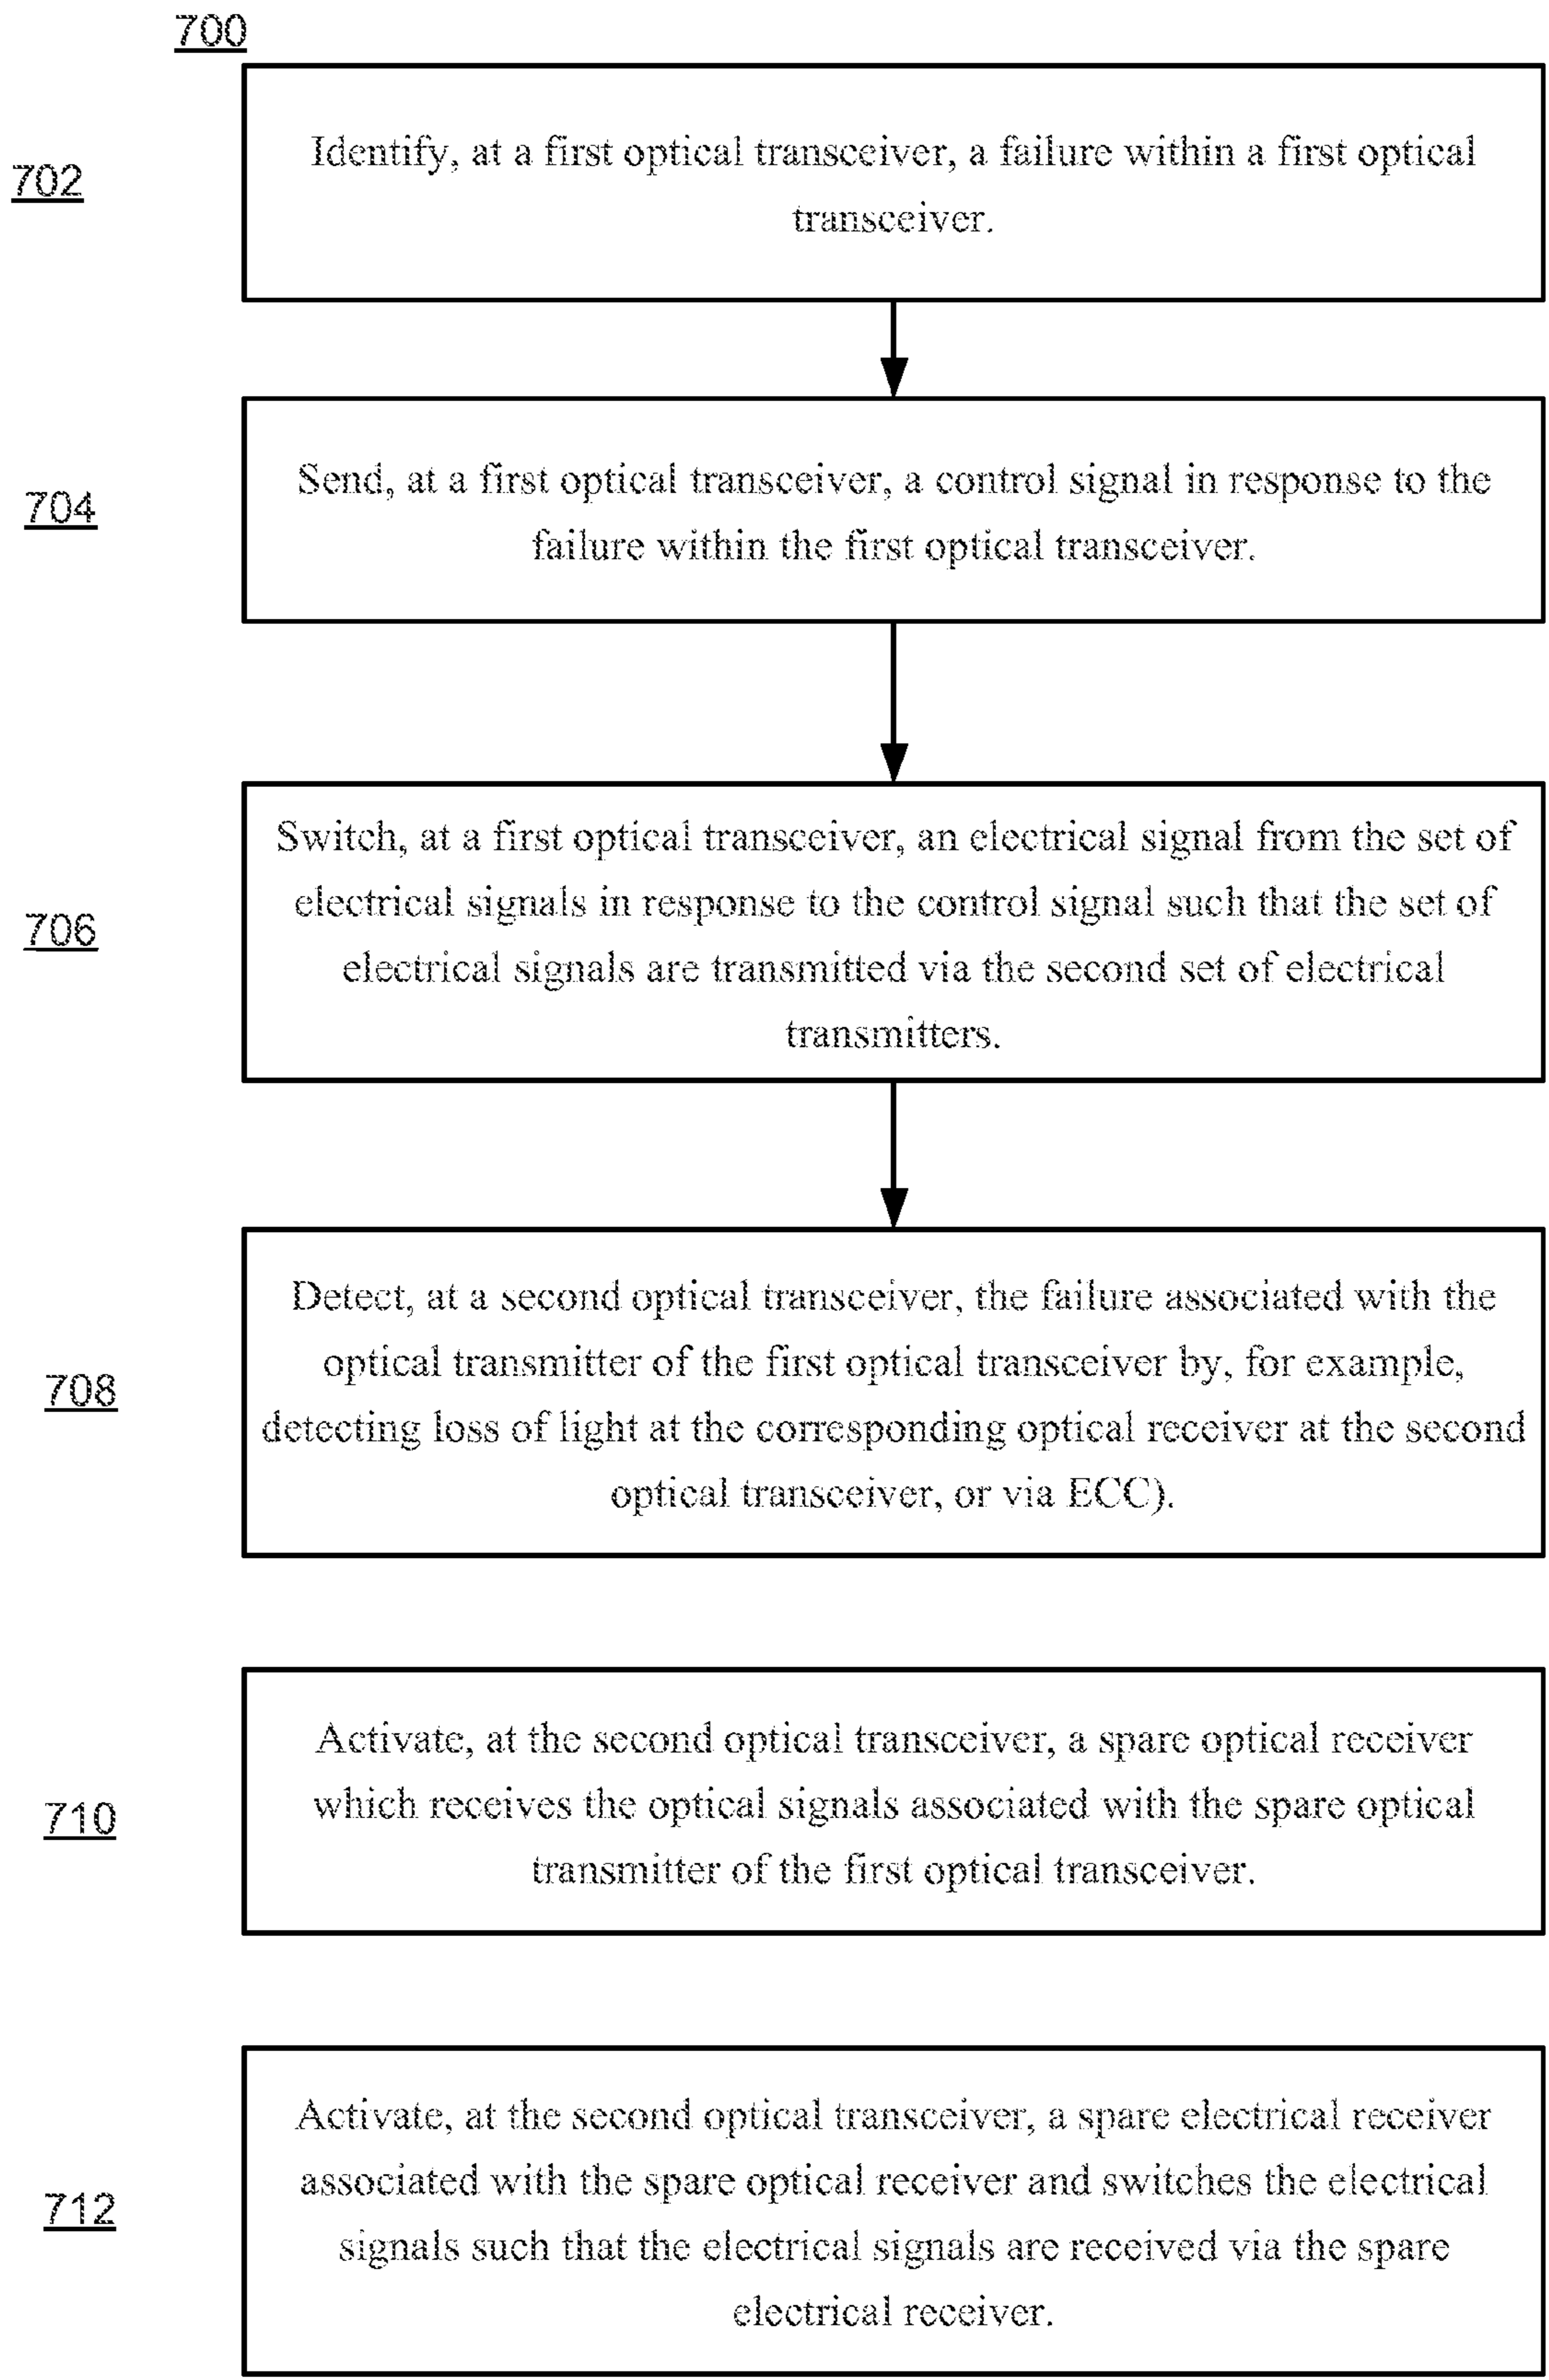 700
702
Identify, at a first optical transceiver, a failure within a first optical
transceiver.
704
Send, at a first optical transceiver, a control signal in response to the
failure within the first optical transceiver.
706
Switch, at a first optical transceiver, an electrical signal from the set of
electrical signals in response to the control signal such that the set of
electrical signals are transmitted via the second set of electrical
transmitters.
708
Detect, at a second optical transceiver, the failure associated with the
optical transmitter of the first optical transceiver by, for example,
detecting loss of light at the corresponding optical receiver at the second
optical transceiver, or via ECC).
710
Activate, at the second optical transceiver, a spare optical receiver
which receives the optical signals associated with the spare optical
transmitter of the first optical transceiver.
712
Activate, at the second optical transceiver, a spare electrical receiver
associated with the spare optical receiver and switches the electrical
signals such that the electrical signals are received via the spare
electrical receiver.